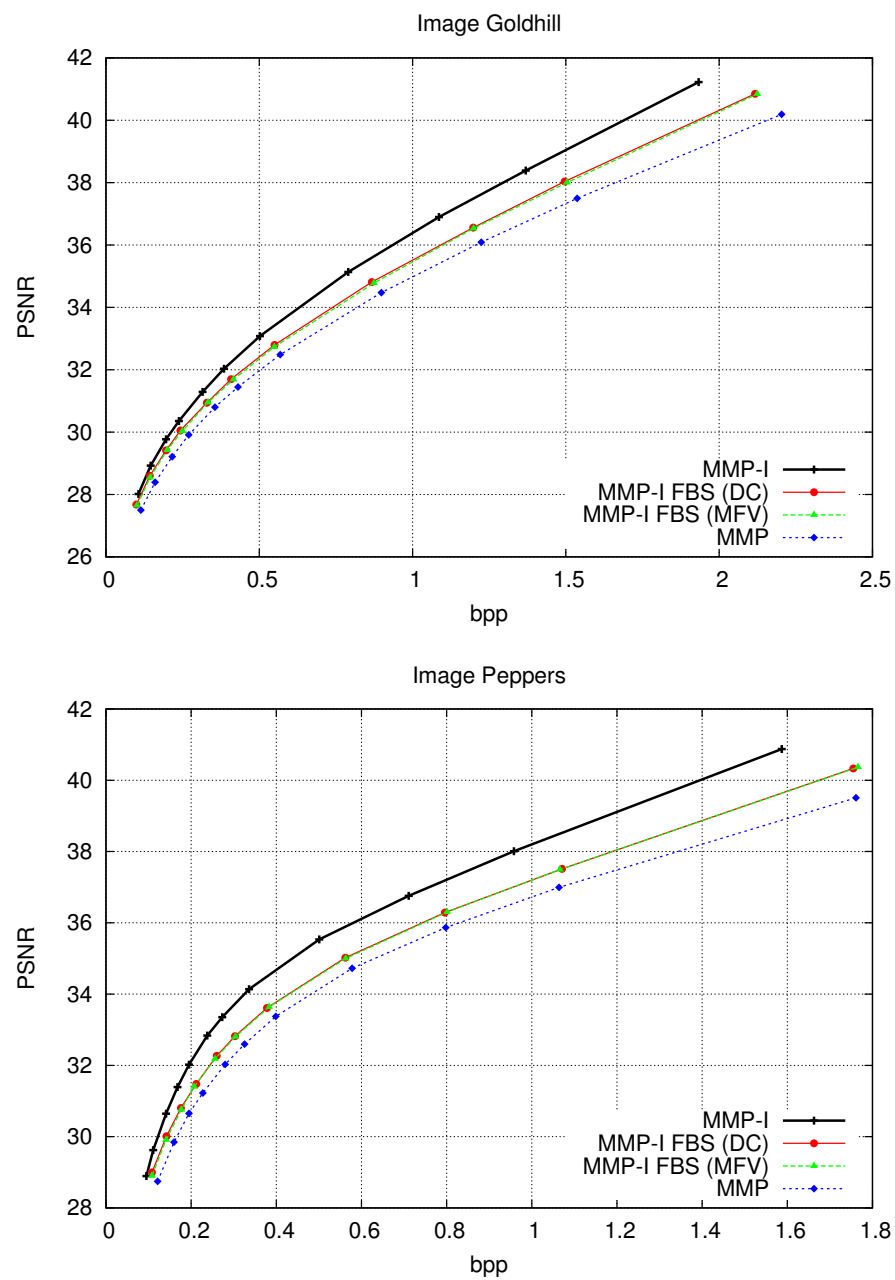 Image Goldhill
42
40
38
36
34
32
30
28
26
PSNR
MMP-I
MMP-I FBS (DC)
MMP-I FBS (MFV)
MMP
0 0.5 1 1.5 2 2.5
bpp
Image Peppers
42
40
38
36
34
32
30
28
PSNR
MMP-I
MMP-I FBS (DC)
MMP-I FBS (MFV)
MMP
0 0.2 0.4 0.6 0.8 1 1.2 1.4 1.6 1.8
bpp